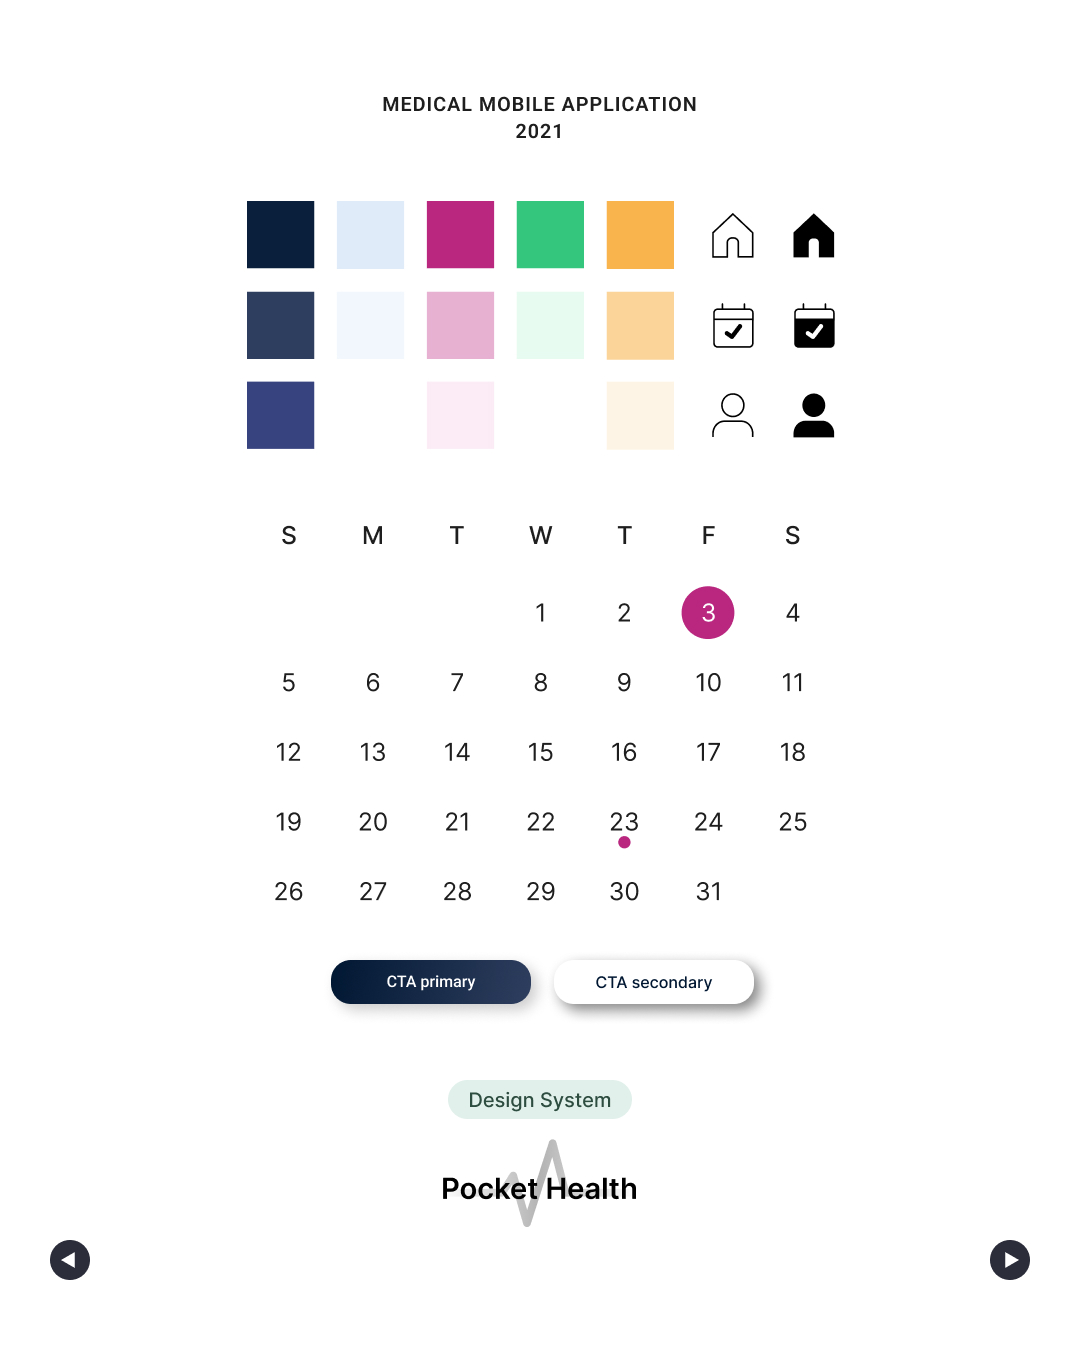 MEDICAL MOBILE APPLICATION
2021
S M T W T F S
1 2 3 4
5 6 7 8 9 10 11
12 13 14 15 16 17 18
19 20 21 22 23 24 25
26 27 28 29 30 31
CTA primary CTA secondary
Design System
Pocket Health